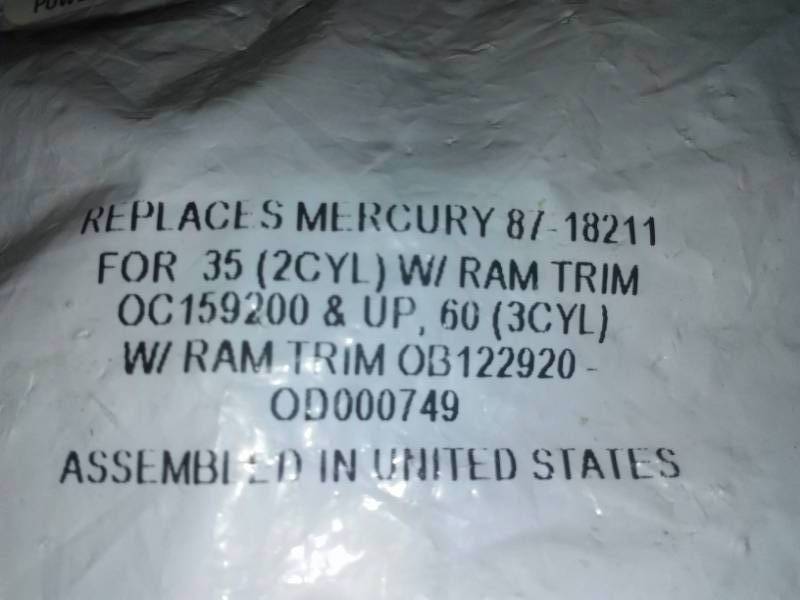 REPLACES MERCURY 87-18211
FOR 35 (2CYL) W/ RAM TRIM
OC159200 & UP, 60 (3CYL)
W/ RAM TRIM OB122920 -
OD000749
ASSEMBLED IN UNITED STATES